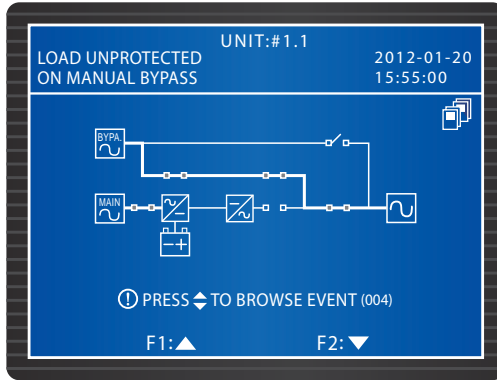 UNIT:#1.1
LOAD UNPROTECTED
2012-01-20
ON MANUAL BYPASS
15:55:00
BYPA.
MAIN
PRESS TO BROWSE EVENT (004)
F1:
F2: